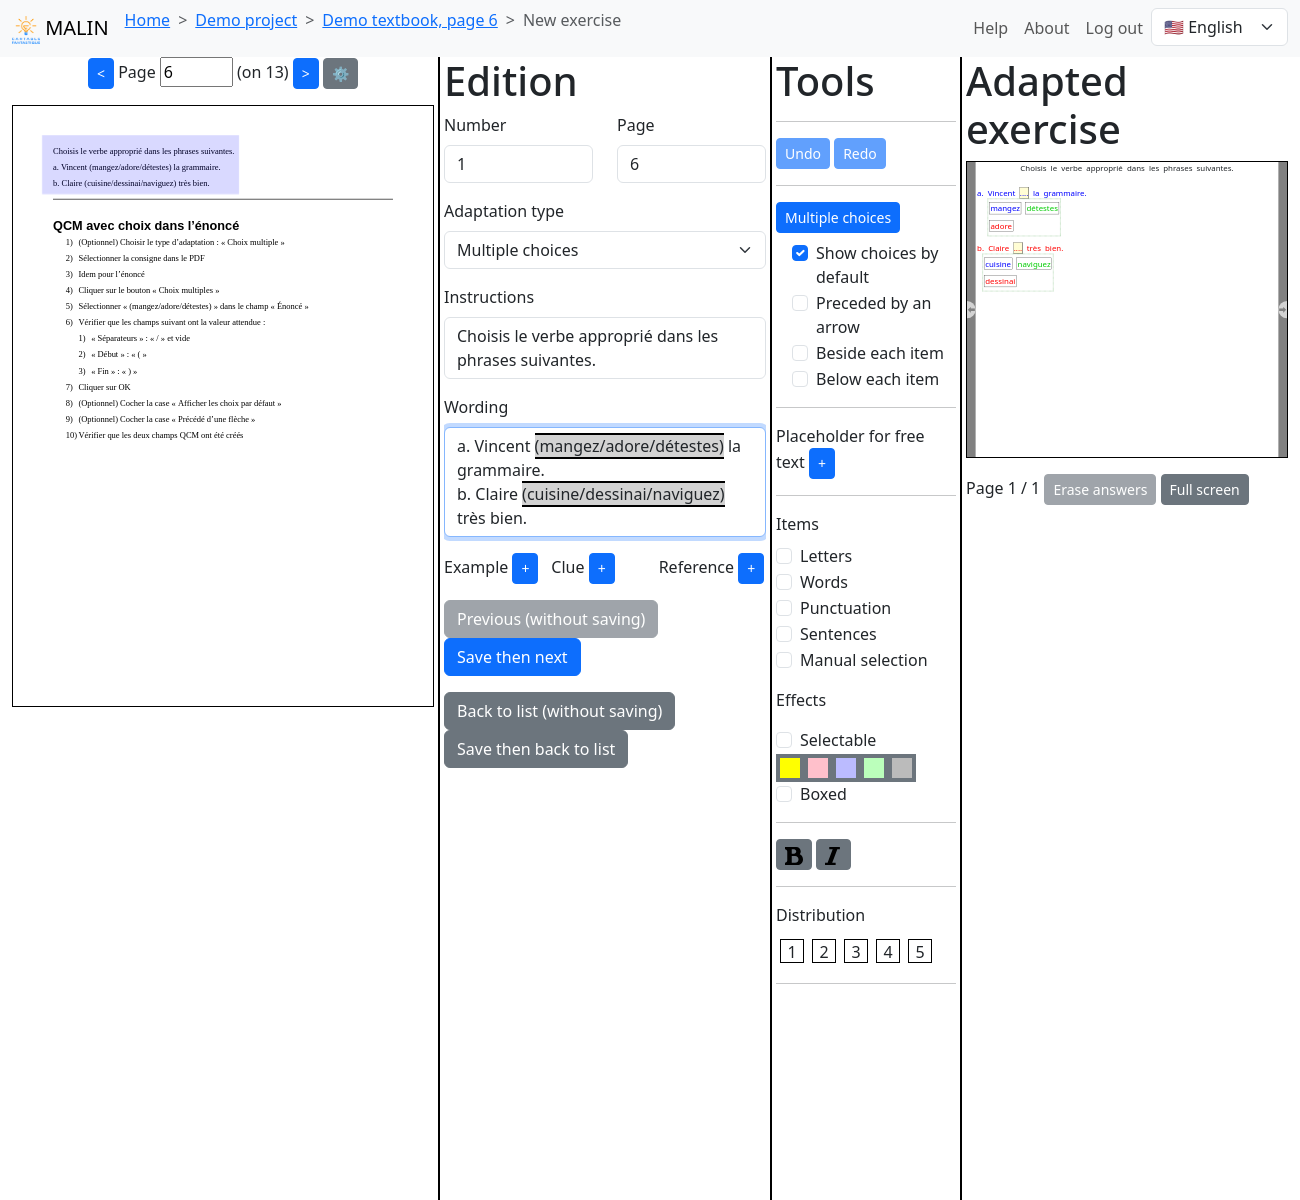 MALIN
Home > Demo project > Demo textbook, page 6 > New exercise
Help About Log out 🇺🇸 English
< Page 6 (on 13) > ⚙️
Choisis le verbe approprié dans les phrases suivantes.
a. Vincent (mangez/adore/détestes) la grammaire.
b. Claire (cuisine/dessinai/naviguez) très bien.
QCM avec choix dans l’énoncé
1) (Optionnel) Choisir le type d’adaptation : « Choix multiple »
2) Sélectionner la consigne dans le PDF
3) Idem pour l’énoncé
4) Cliquer sur le bouton « Choix multiples »
5) Sélectionner « (mangez/adore/détestes) » dans le champ « Énoncé »
6) Vérifier que les champs suivant ont la valeur attendue :
1) « Séparateurs » : « / » et vide
2) « Début » : « ( »
3) « Fin » : « ) »
7) Cliquer sur OK
8) (Optionnel) Cocher la case « Afficher les choix par défaut »
9) (Optionnel) Cocher la case « Précédé d’une flèche »
10) Vérifier que les deux champs QCM ont été créés
Edition
Number Page
1 6
Adaptation type
Multiple choices
Instructions
Choisis le verbe approprié dans les
phrases suivantes.
Wording
a. Vincent (mangez/adore/détestes) la
grammaire.
b. Claire (cuisine/dessinai/naviguez)
très bien.
Example + Clue + Reference +
Previous (without saving)
Save then next
Back to list (without saving)
Save then back to list
Tools
Undo Redo
Multiple choices
Show choices by
default
Preceded by an
arrow
Beside each item
Below each item
Placeholder for free
text +
Items
Letters
Words
Punctuation
Sentences
Manual selection
Effects
Selectable
Boxed
B I
Distribution
1 2 3 4 5
Adapted
exercise
Choisis le verbe approprié dans les phrases suivantes.
a. Vincent .... la grammaire.
mangez détestes
adore
b. Claire .... très bien.
cuisine naviguez
dessinai
Page 1 / 1 Erase answers Full screen